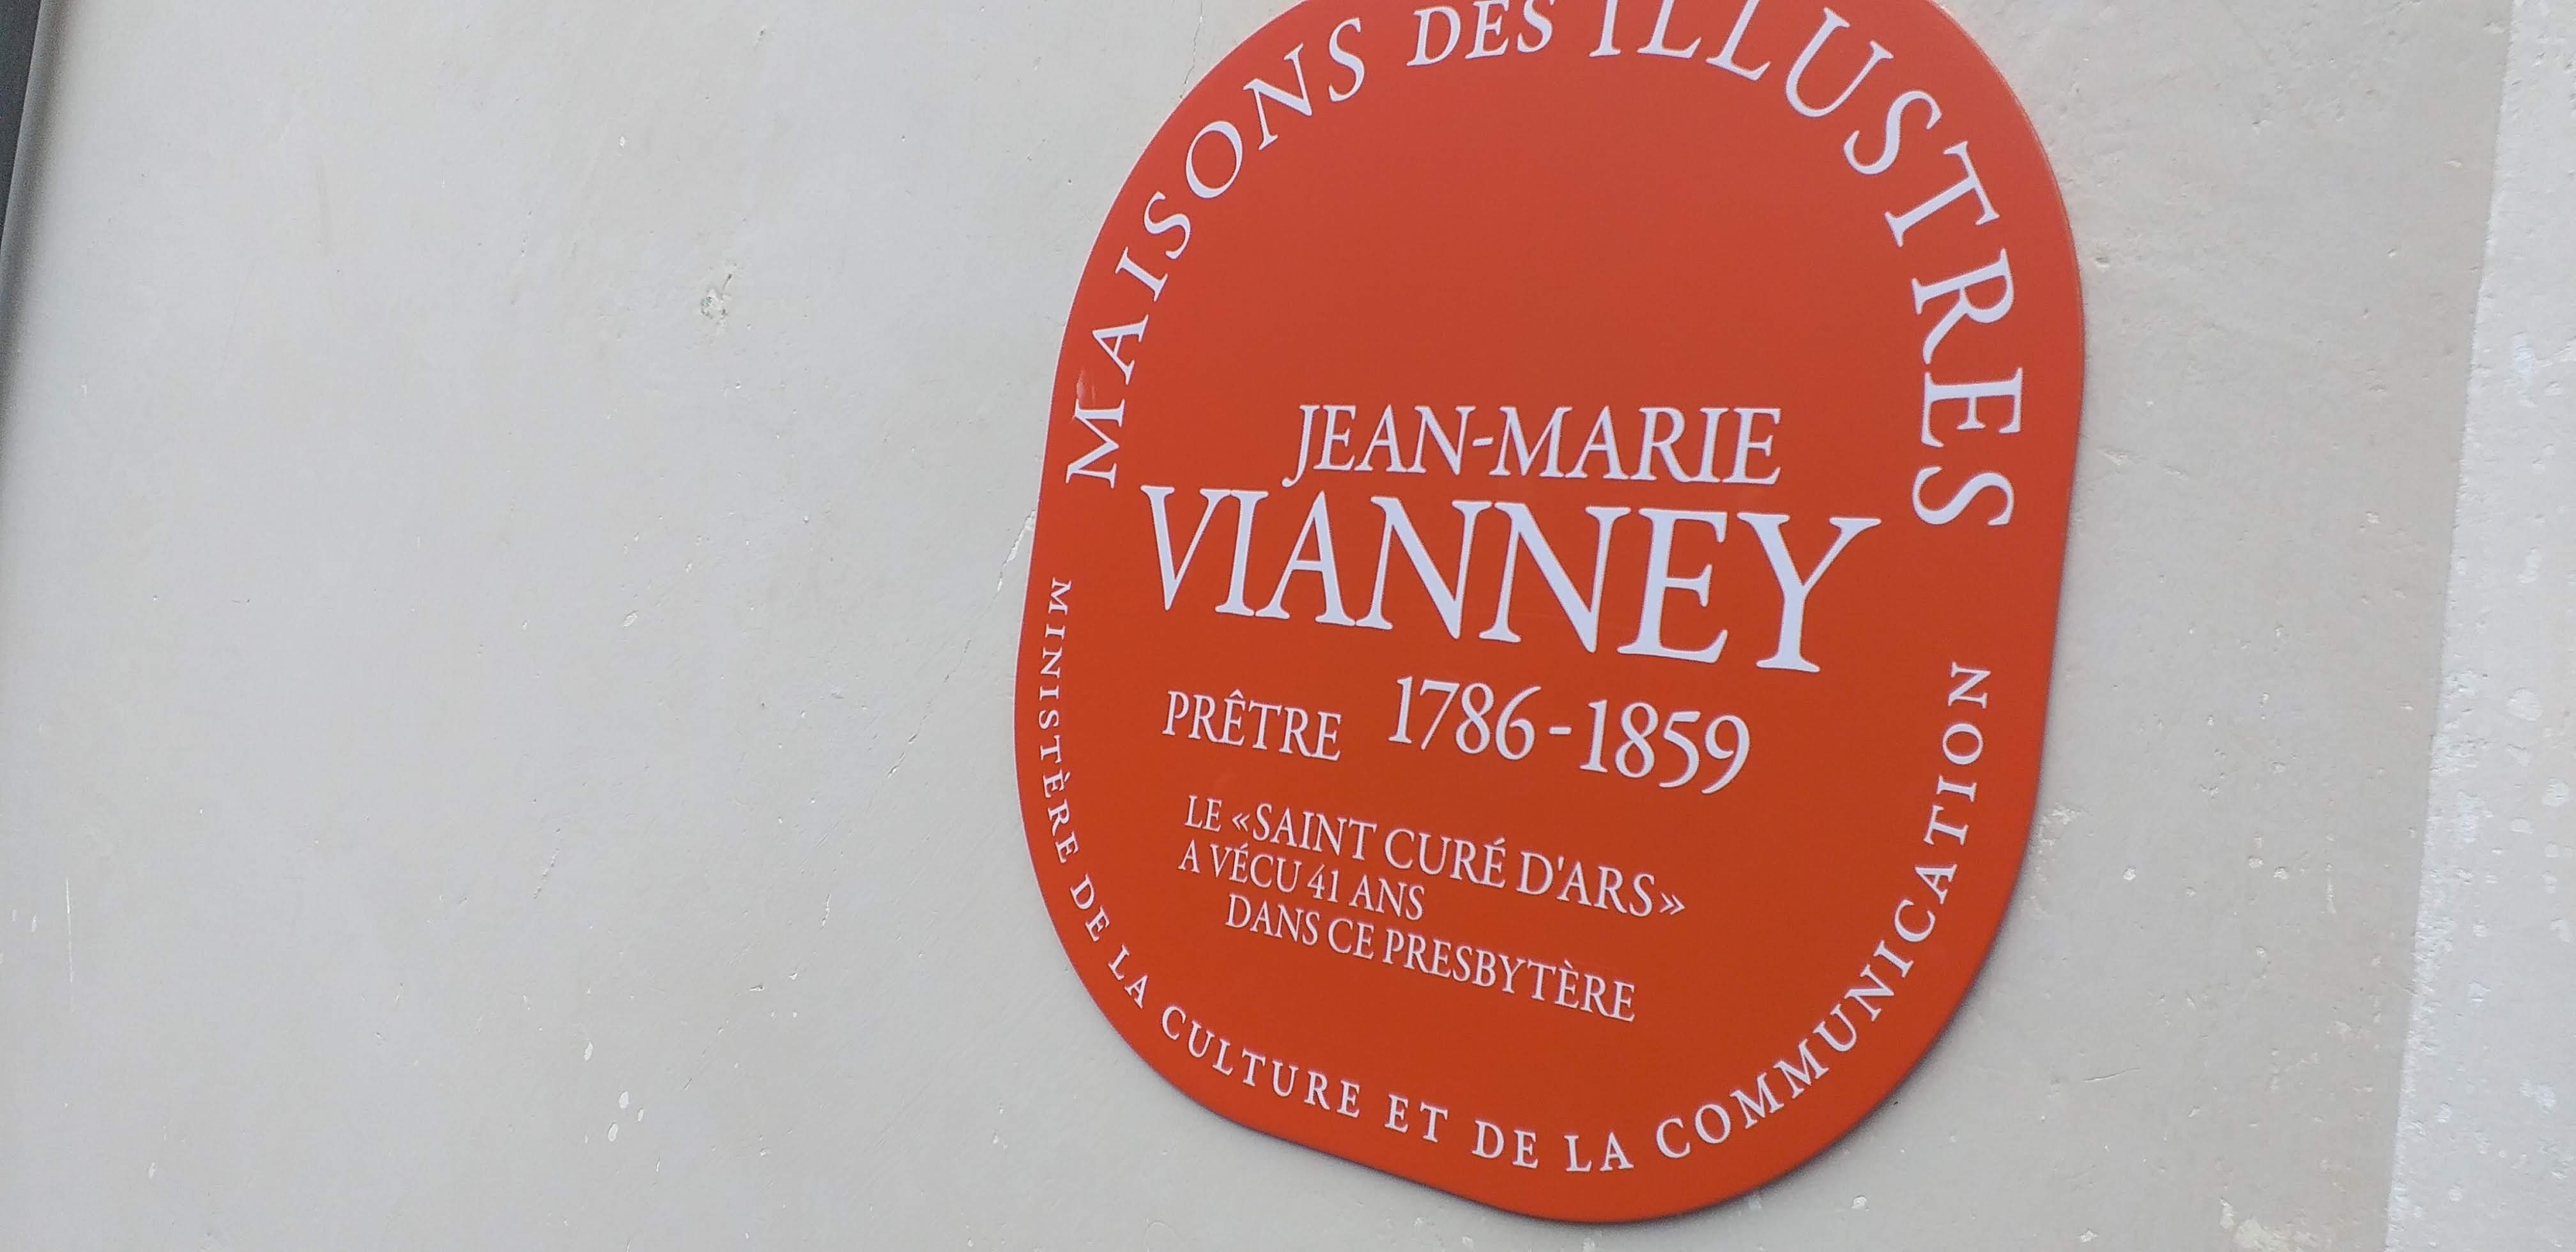 MAISONS DES ILLUSTRES
JEAN-MARIE
VIANNEY
PRÊTRE 1786-1859
LE «SAINT CURÉ D'ARS»
A VÉCU 41 ANS
DANS CE PRESBYTÈRE
MINISTÈRE DE LA CULTURE ET DE LA COMMUNICATION